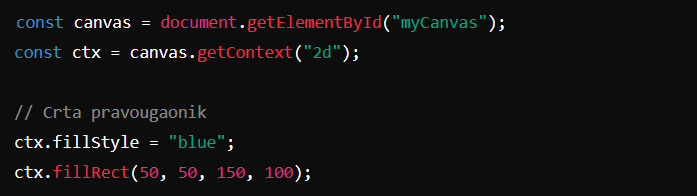 const canvas = document.getElementById("myCanvas");
const ctx = canvas.getContext("2d");
// Crta pravougaonik
ctx.fillStyle = "blue";
ctx.fillRect(50, 50, 150, 100);